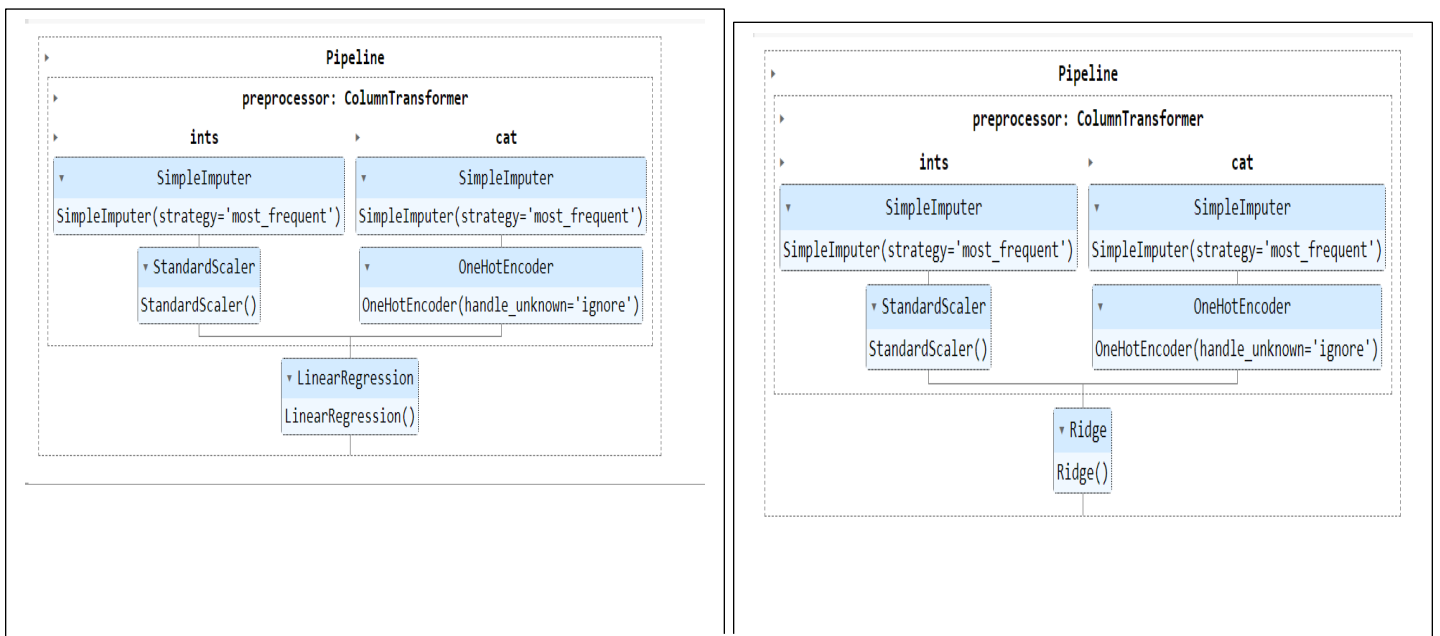 Pipeline
preprocessor: ColumnTransformer
ints cat
SimpleImputer SimpleImputer
SimpleImputer(strategy='most_frequent') SimpleImputer(strategy='most_frequent')
StandardScaler OneHotEncoder
StandardScaler() OneHotEncoder(handle_unknown='ignore')
LinearRegression
LinearRegression()
Pipeline
preprocessor: ColumnTransformer
ints cat
SimpleImputer SimpleImputer
SimpleImputer(strategy='most_frequent') SimpleImputer(strategy='most_frequent')
StandardScaler OneHotEncoder
StandardScaler() OneHotEncoder(handle_unknown='ignore')
Ridge
Ridge()